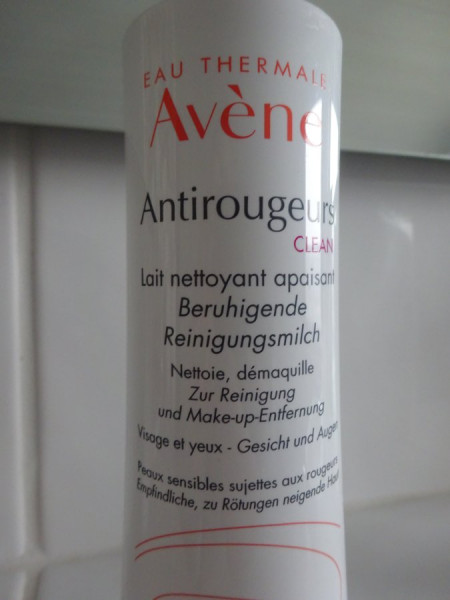 EAU THERMALE
Avène
Antirougeurs
CLEAN
Lait nettoyant apaisant
Beruhigende
Reinigungsmilch
Nettoie, démaquille
Zur Reinigung
und Make-up-Entfernung
Visage et yeux - Gesicht und Augen
Peaux sensibles sujettes aux rougeurs
Empfindliche, zu Rötungen neigende Haut